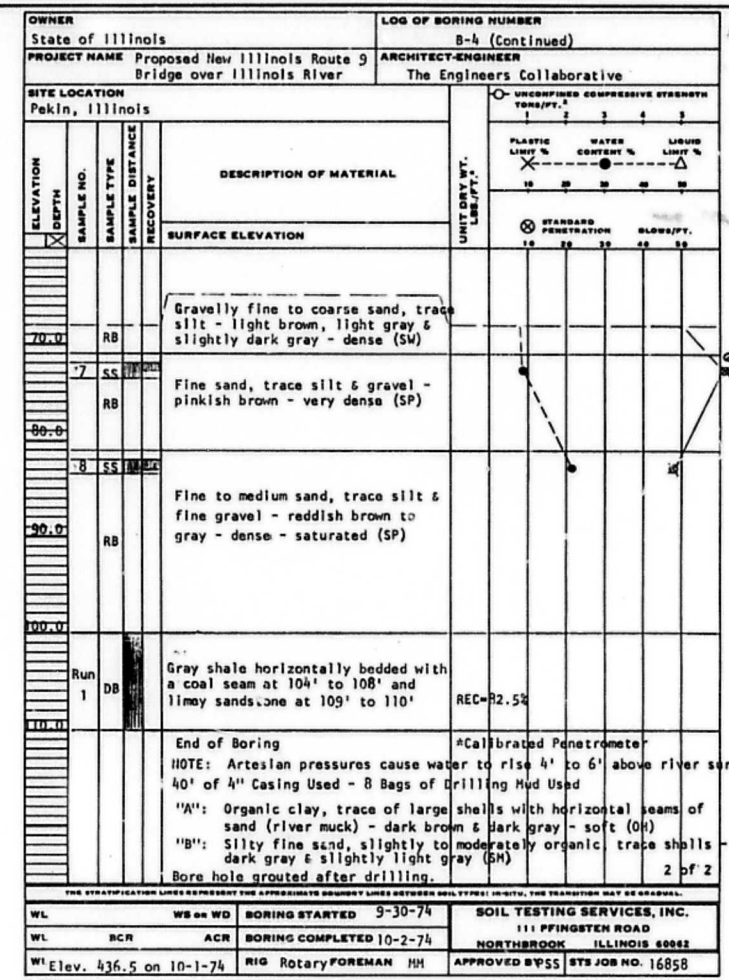 OWNER
State of Illinois
LOG OF BORING NUMBER
B-4 (Continued)
PROJECT NAME Proposed New Illinois Route 9
Bridge over Illinois River
ARCHITECT-ENGINEER
The Engineers Collaborative
SITE LOCATION
Pekin, Illinois
UNCONFINED COMPRESSIVE STRENGTH
TONS/FT.²
1 2 3 4 5
PLASTIC LIMIT %
WATER CONTENT %
LIQUID LIMIT %
10 20 30 40 50
STANDARD PENETRATION BLOWS/FT.
10 20 30 40 50
ELEVATION
DEPTH
SAMPLE NO.
SAMPLE TYPE
SAMPLE DISTANCE
RECOVERY
DESCRIPTION OF MATERIAL
SURFACE ELEVATION
UNIT DRY WT.
LBS./FT.³
Gravelly fine to coarse sand, trace
silt - light brown, light gray &
70.0 RB slightly dark gray - dense (SW)
7 SS
RB
Fine sand, trace silt & gravel -
pinkish brown - very dense (SP)
80.0
8 SS
Fine to medium sand, trace silt &
fine gravel - reddish brown to
90.0 RB gray - dense - saturated (SP)
100.0
Run 1 DB
Gray shale horizontally bedded with
a coal seam at 104' to 108' and
limey sandstone at 109' to 110'
REC=82.5%
110.0
End of Boring *Calibrated Penetrometer
NOTE: Artesian pressures cause water to rise 4' to 6' above river sur
40' of 4" Casing Used - 8 Bags of Drilling Mud Used
"A": Organic clay, trace of large shells with horizontal seams of
sand (river muck) - dark brown & dark gray - soft (OH)
"B": Silty fine sand, slightly to moderately organic, trace shells -
dark gray & slightly light gray (SM)
Bore hole grouted after drilling.
2 of 2
THE STRATIFICATION LINES REPRESENT THE APPROXIMATE BOUNDRY LINES BETWEEN SOIL TYPES: IN-SITU, THE TRANSITION MAY BE GRADUAL.
WL WS OR WD
BORING STARTED 9-30-74
SOIL TESTING SERVICES, INC.
111 PFINGSTEN ROAD
NORTHBROOK ILLINOIS 60062
WL BCR ACR
BORING COMPLETED 10-2-74
WL Elev. 436.5 on 10-1-74
RIG Rotary FOREMAN MM
APPROVED BY PSS STS JOB NO. 16858